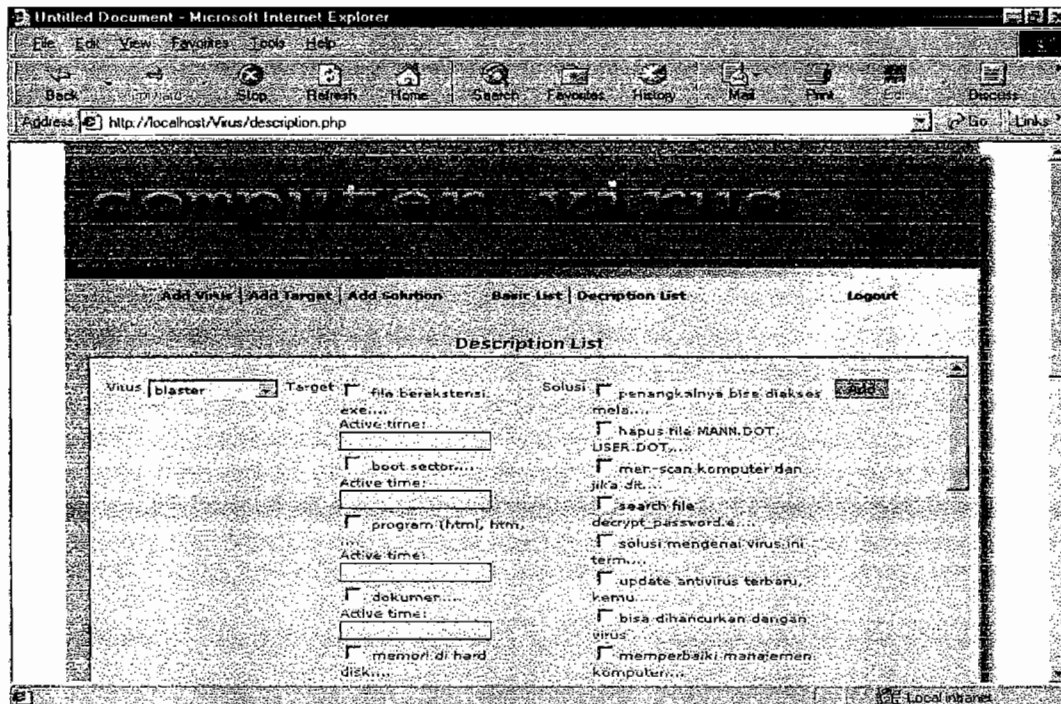 Untitled Document - Microsoft Internet Explorer
File Edit View Favorites Tools Help
Back Stop Refresh Home Search Favorites History Mail Print Edit Discuss
Address http://localhost/Virus/description.php Go Links
computer virus
Add Virus | Add Target | Add Solution Basic List | Decription List Logout
Description List
Virus blaster
Target
file berekstensi
exe....
Active time:
boot sector....
Active time:
program (html, htm,
....
Active time:
dokumen....
Active time:
memori di hard
disk....
Solusi
penangkalnya bisa diakses
mela....
hapus file MANN.DOT,
USER.DOT,....
men-scan komputer dan
jika dit....
search file
decrypt_password.e....
solusi mengenai virus ini
term....
update antivirus terbaru,
kemu....
bisa dihancurkan dengan
virus
memperbaiki manajemen
komputer....
Add
Local intranet